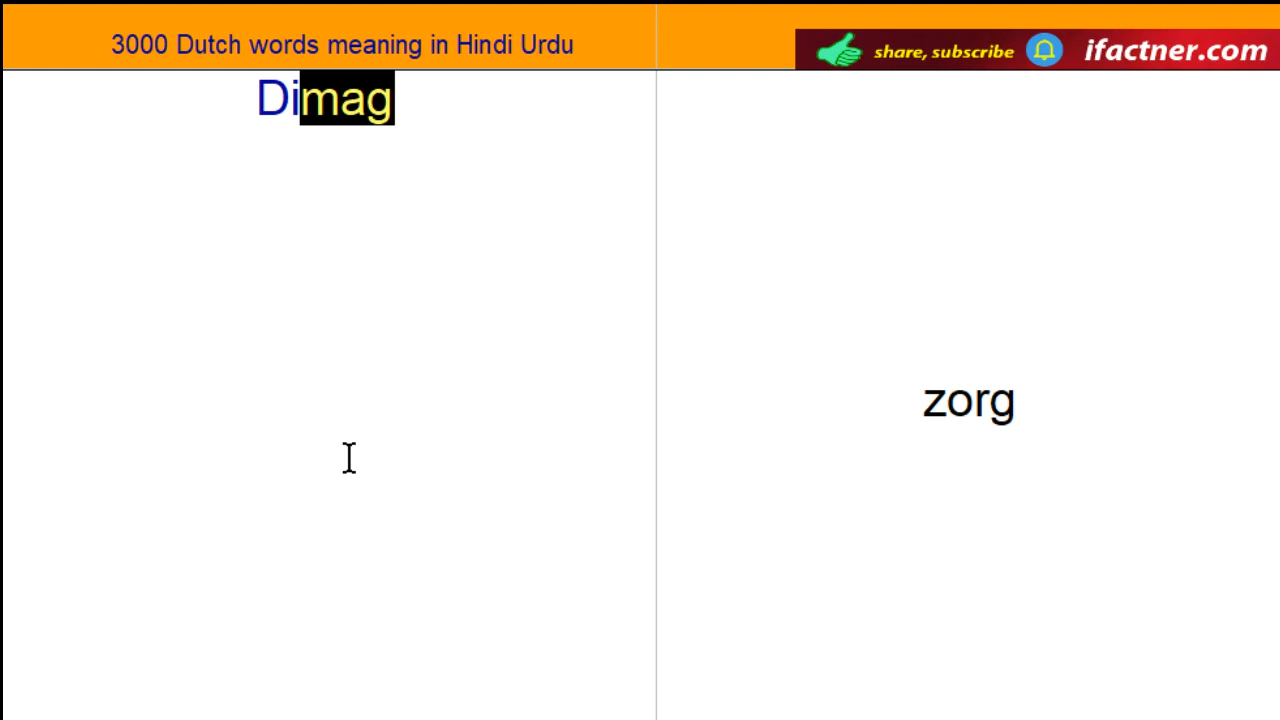 3000 Dutch words meaning in Hindi Urdu
share, subscribe ifactner.com
Dimag
zorg